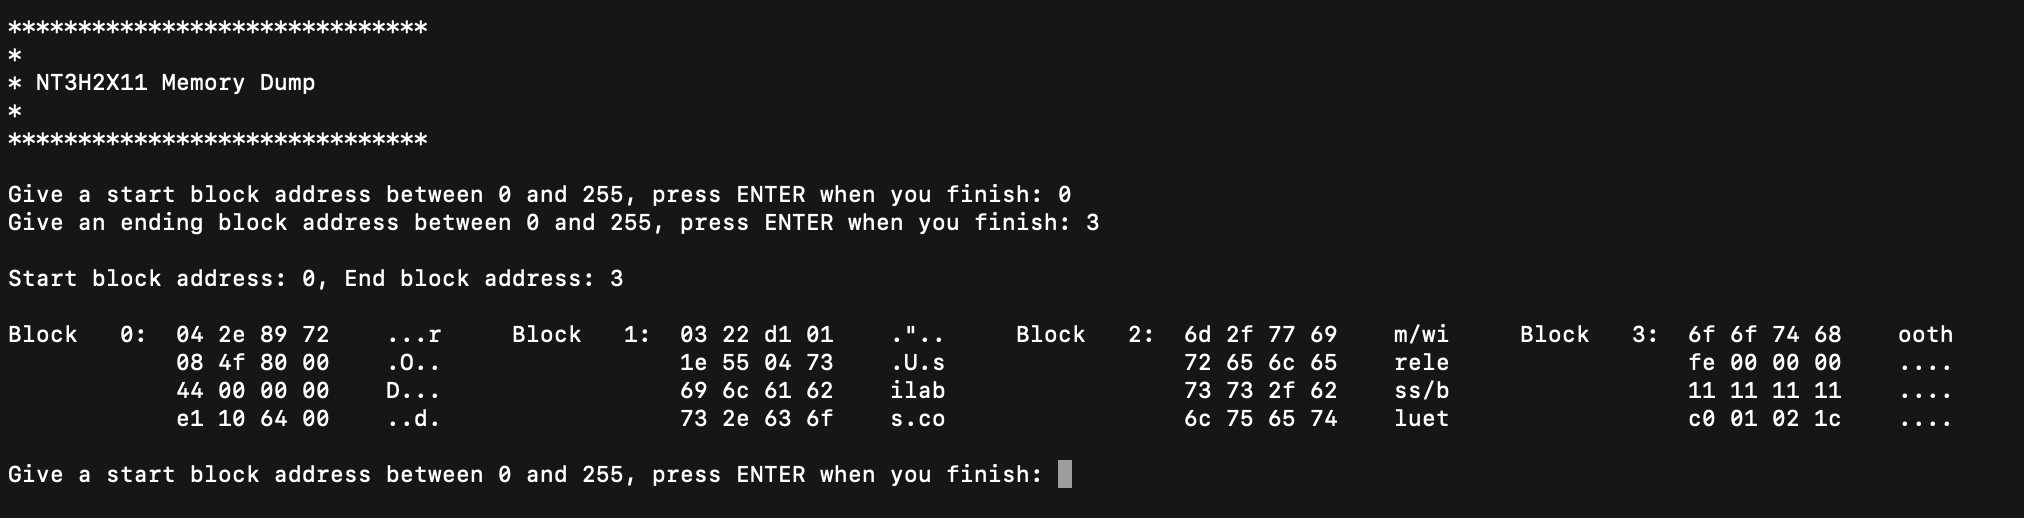 ******************************
*
* NT3H2X11 Memory Dump
*
******************************
Give a start block address between 0 and 255, press ENTER when you finish: 0
Give an ending block address between 0 and 255, press ENTER when you finish: 3
Start block address: 0, End block address: 3
Block   0:  04 2e 89 72    ...r     Block   1:  03 22 d1 01    ."..     Block   2:  6d 2f 77 69    m/wi     Block   3:  6f 6f 74 68    ooth
            08 4f 80 00    .O..                 1e 55 04 73    .U.s                 72 65 6c 65    rele                 fe 00 00 00    ....
            44 00 00 00    D...                 69 6c 61 62    ilab                 73 73 2f 62    ss/b                 11 11 11 11    ....
            e1 10 64 00    ..d.                 73 2e 63 6f    s.co                 6c 75 65 74    luet                 c0 01 02 1c    ....
Give a start block address between 0 and 255, press ENTER when you finish: